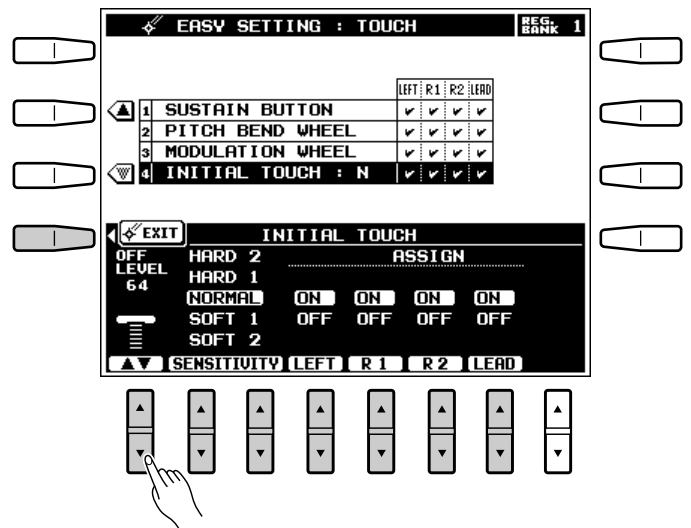 EASY SETTING : TOUCH REG. BANK 1
LEFT R1 R2 LEAD
1 SUSTAIN BUTTON
2 PITCH BEND WHEEL
3 MODULATION WHEEL
4 INITIAL TOUCH : N
EXIT INITIAL TOUCH
OFF LEVEL 64
HARD 2 ASSIGN
HARD 1
NORMAL ON ON ON ON
SOFT 1 OFF OFF OFF OFF
SOFT 2
▲▼ SENSITIVITY LEFT R 1 R 2 LEAD